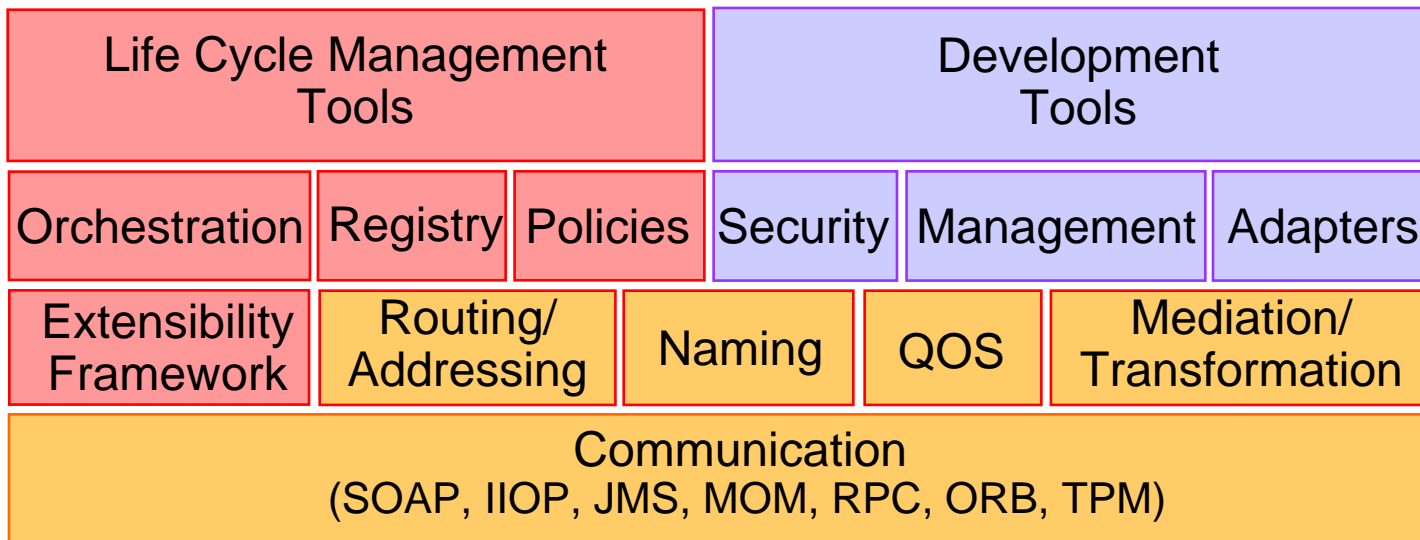 Life Cycle Management
Tools
Development
Tools
Orchestration
Registry
Policies
Security
Management
Adapters
Extensibility
Framework
Routing/
Addressing
Naming
QOS
Mediation/
Transformation
Communication
(SOAP, IIOP, JMS, MOM, RPC, ORB, TPM)